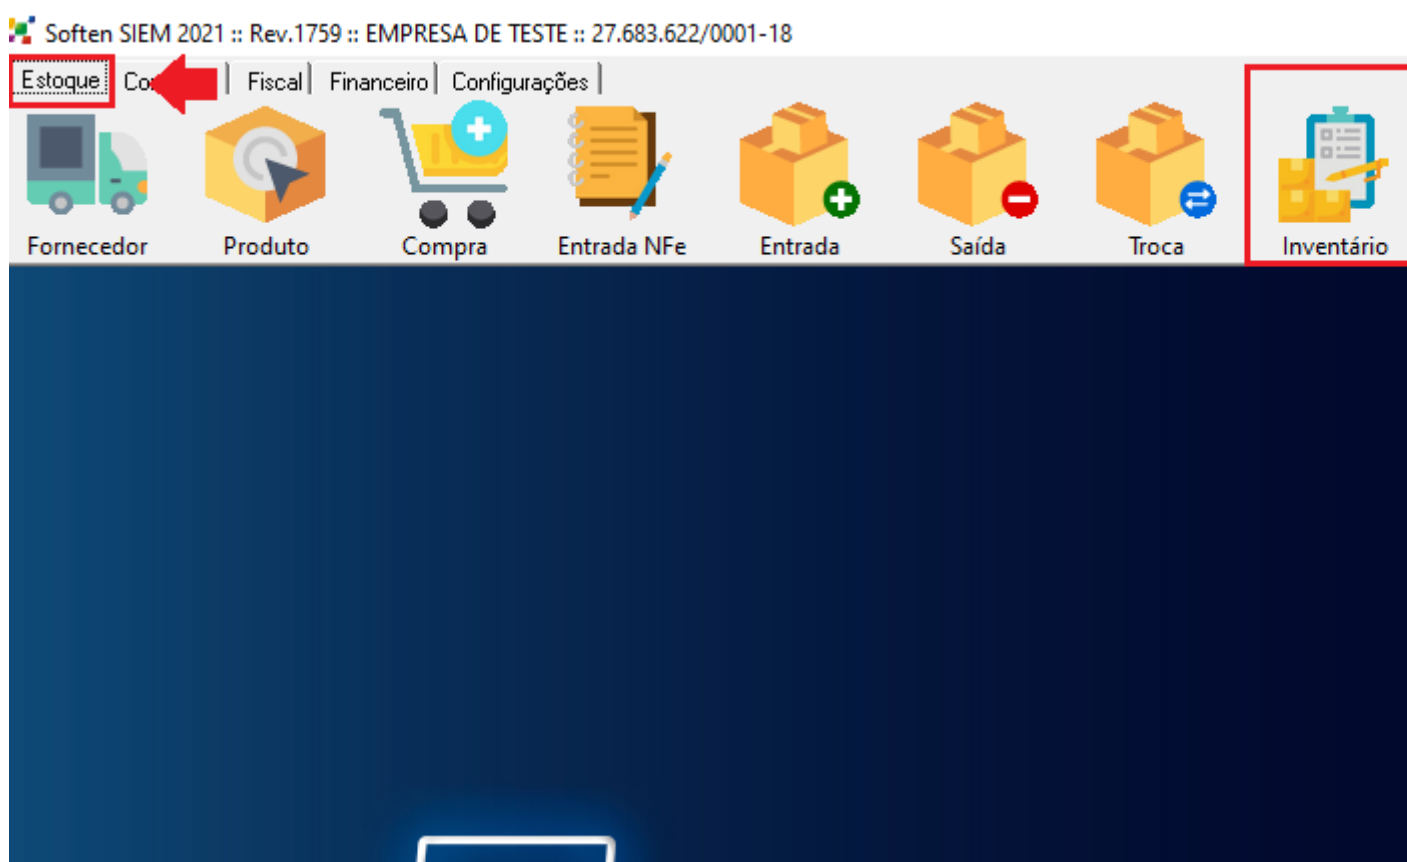 Soften SIEM 2021 :: Rev.1759 :: EMPRESA DE TESTE :: 27.683.622/0001-18
Estoque Fiscal Financeiro Configurações
Fornecedor Produto Compra Entrada NFe Entrada Saída Troca Inventário